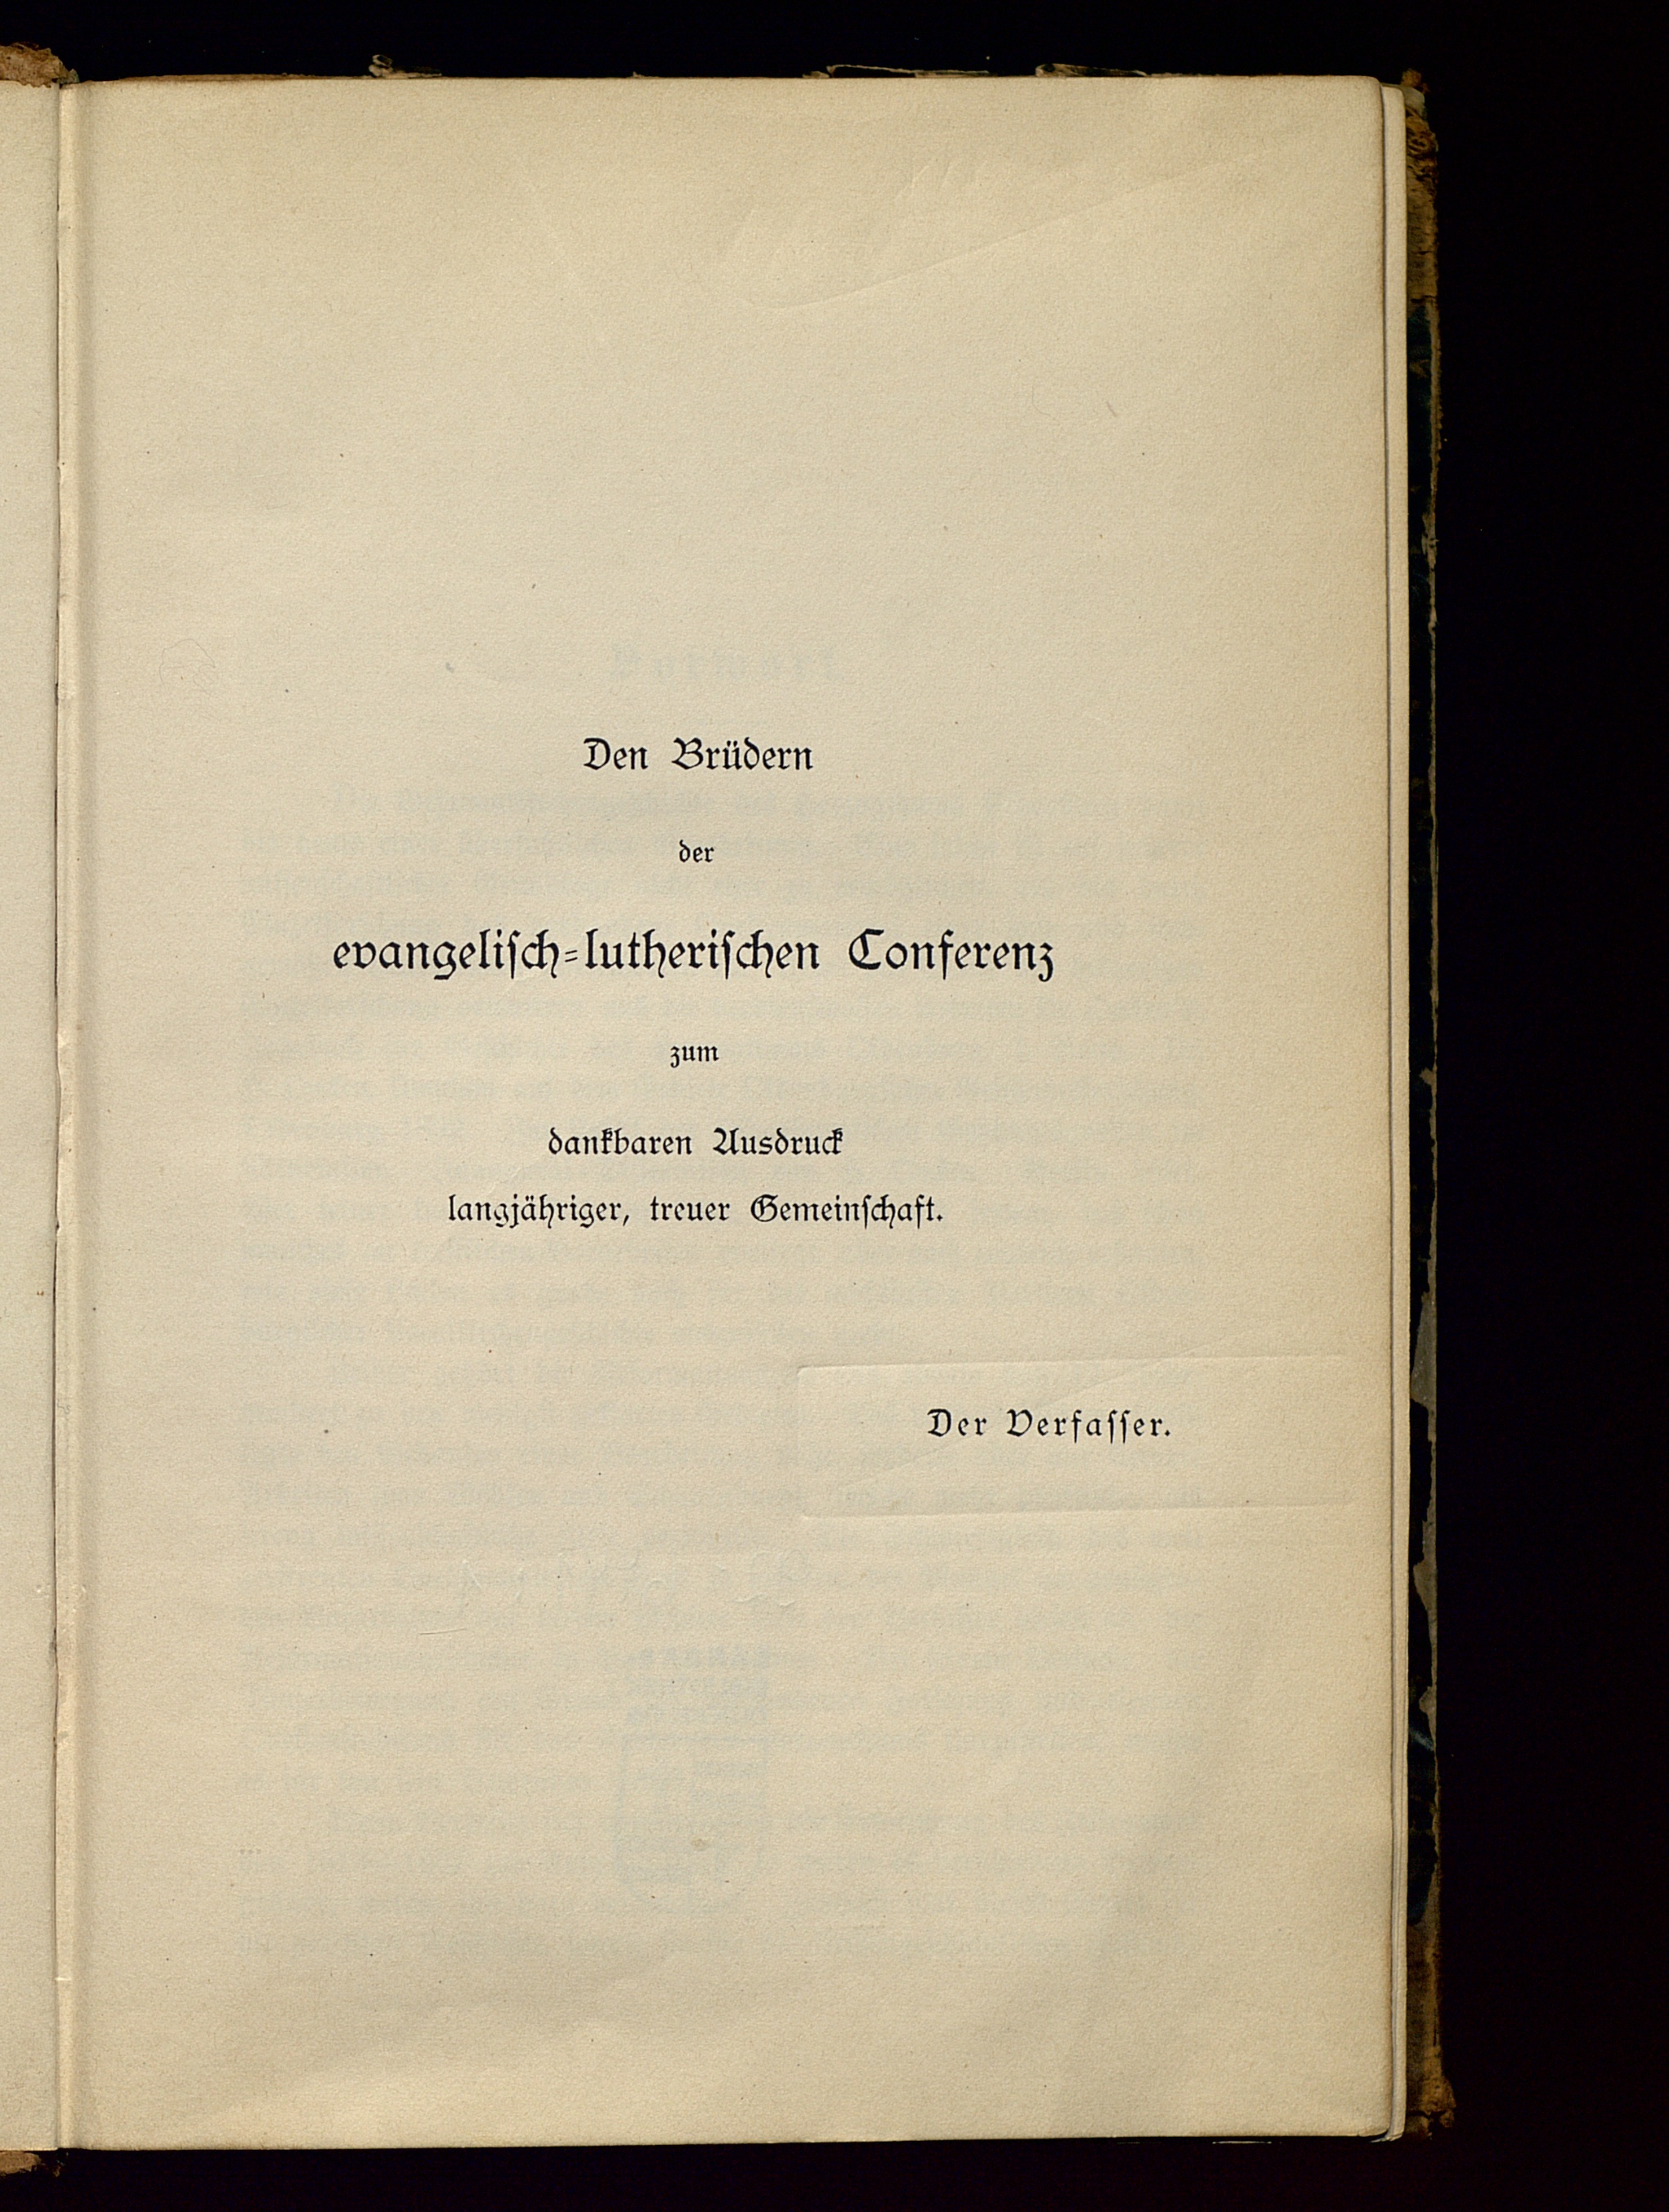 Den Brüdern
der
evangeliſch-lutheriſchen Conferenz
zum
dankbaren Ausdruck
langjähriger, treuer Gemeinſchaft.
Der Verfaſſer.